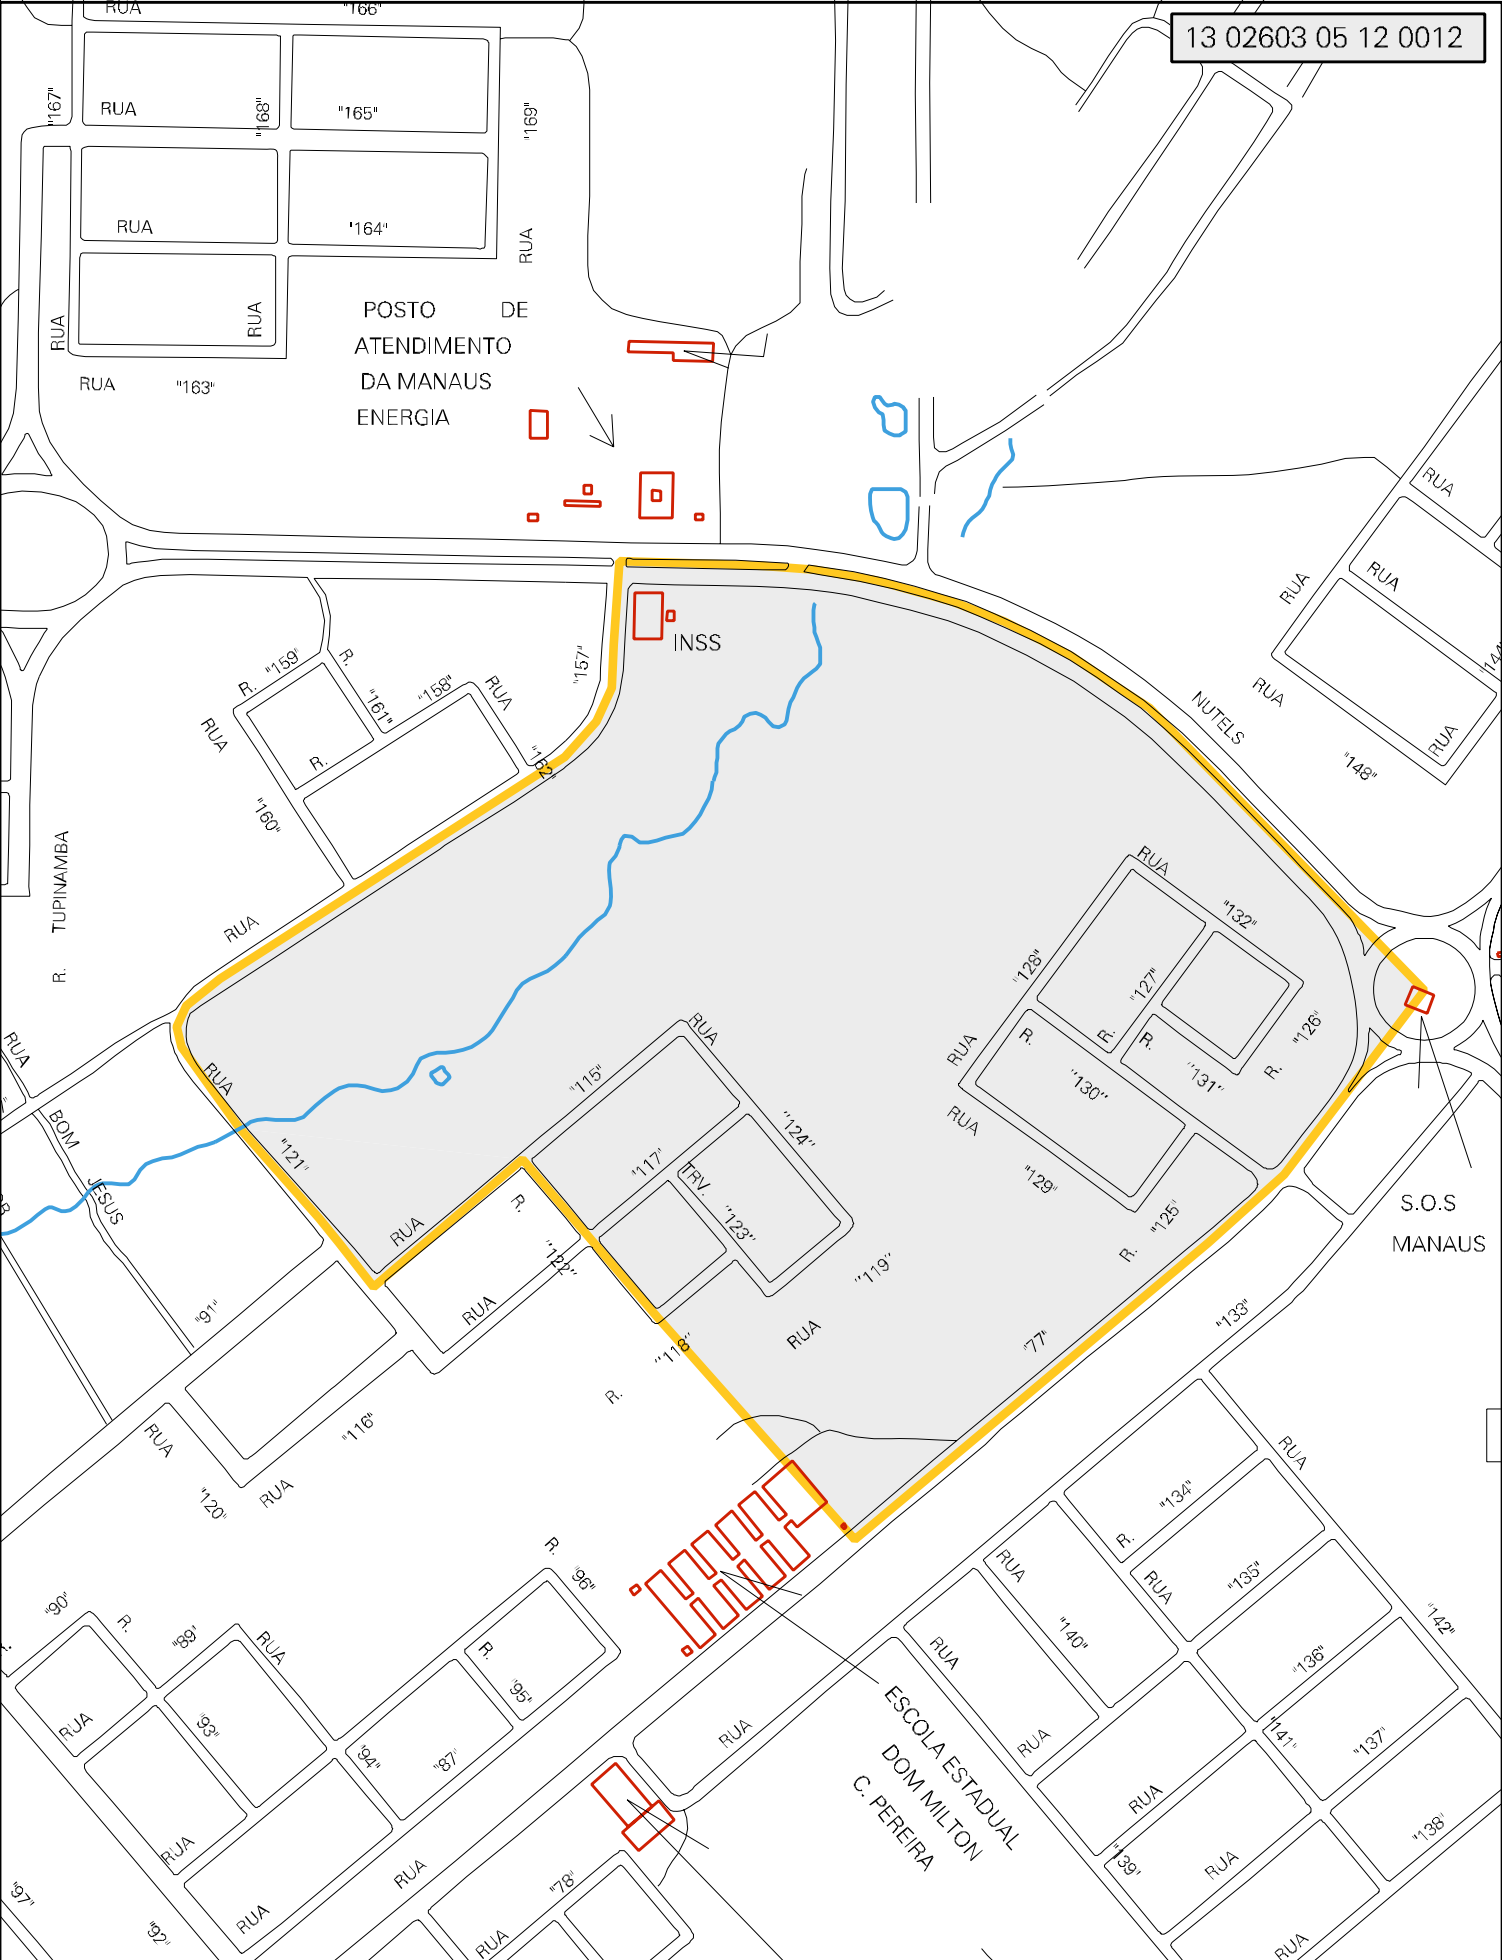 RUA "166"
13 02603 05 12 0012
"167"
RUA
"168"
"165"
"169"
RUA
'164"
RUA
RUA
RUA
RUA "163"
POSTO DE
ATENDIMENTO
DA MANAUS
ENERGIA
INSS
"157"
R. "159"
R.
"161"
"158"
RUA
RUA
R.
"162"
"160"
NUTELS
RUA
RUA
RUA
RUA
"144"
RUA
"148"
R. TUPINAMBA
RUA
RUA
"132"
"128"
"127"
R.
"126"
R.
RUA
R.
R.
"131"
"130"
RUA
"129"
"125"
R.
RUA
RUA
BOM
JESUS
"121"
RUA
"115"
RUA
"117"
"124"
TRV.
"123"
R.
"122"
RUA
"119"
RUA
"118"
R.
"77"
"133"
S.O.S
MANAUS
"91"
"116"
RUA
"120"
RUA
R.
"96"
"90"
R.
"89'
RUA
R.
"95"
RUA
"93"
"94"
"87'
RUA
RUA
"97"
"92"
RUA
"78"
RUA
RUA
ESCOLA ESTADUAL
DOM MILTON
C. PEREIRA
RUA
"134"
R.
RUA
RUA
"135"
"140"
"142"
"136"
RUA
RUA
"141"
"137"
RUA
"138"
"139'
RUA
RUA